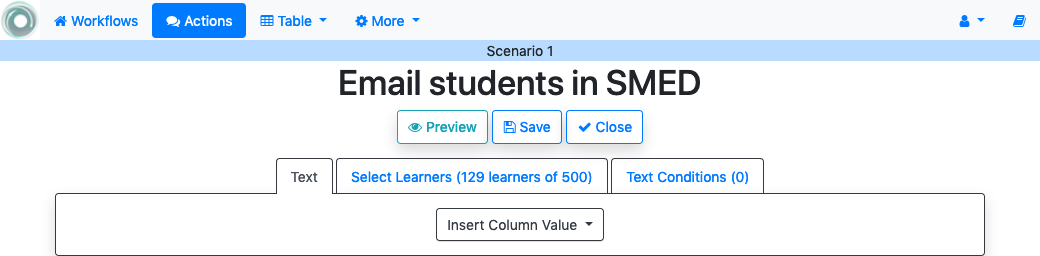 Workflows Actions Table More
Scenario 1
Email students in SMED
Preview Save Close
Text Select Learners (129 learners of 500) Text Conditions (0)
Insert Column Value